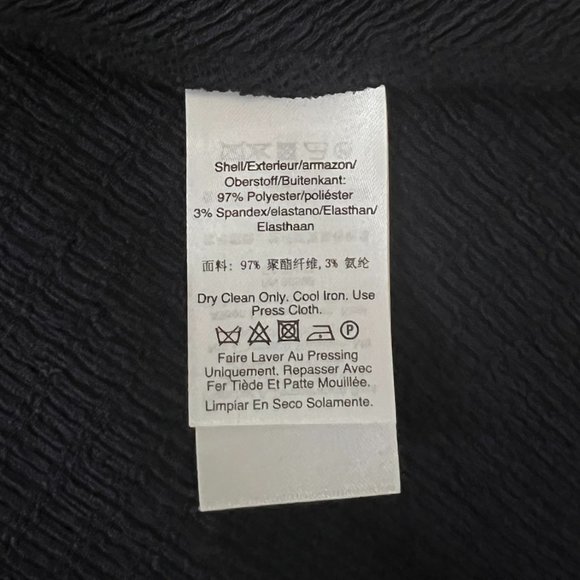 Shell/Exterieur/armazon/
Oberstoff/Buitenkant:
97% Polyester/poliéster
3% Spandex/elastano/Elasthan/
Elasthaan
面料: 97% 聚酯纤维,3% 氨纶
Dry Clean Only. Cool Iron. Use
Press Cloth.
P
Faire Laver Au Pressing
Uniquement. Repasser Avec
Fer Tiède Et Patte Mouillée.
Limpiar En Seco Solamente.